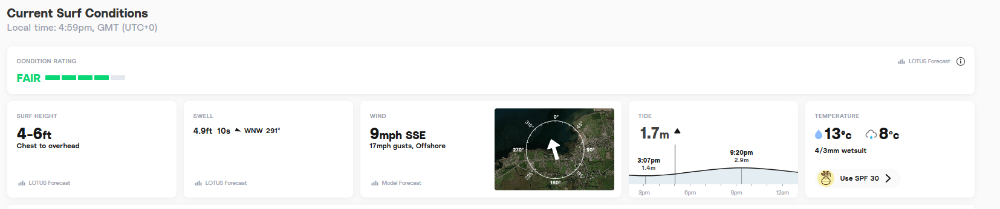 Current Surf Conditions
Local time: 4:59pm, GMT (UTC+0)
CONDITION RATING
LOTUS Forecast
FAIR
SURF HEIGHT
4-6ft
Chest to overhead
LOTUS Forecast
SWELL
4.9ft 10s WNW 291°
LOTUS Forecast
WIND
9mph SSE
17mph gusts, Offshore
Model Forecast
0°
45°
90°
135°
180°
225°
270°
315°
TIDE
1.7m
9:20pm
2.9m
3:07pm
1.4m
3pm 6pm 9pm 12am
TEMPERATURE
13°c 8°c
4/3mm wetsuit
Use SPF 30